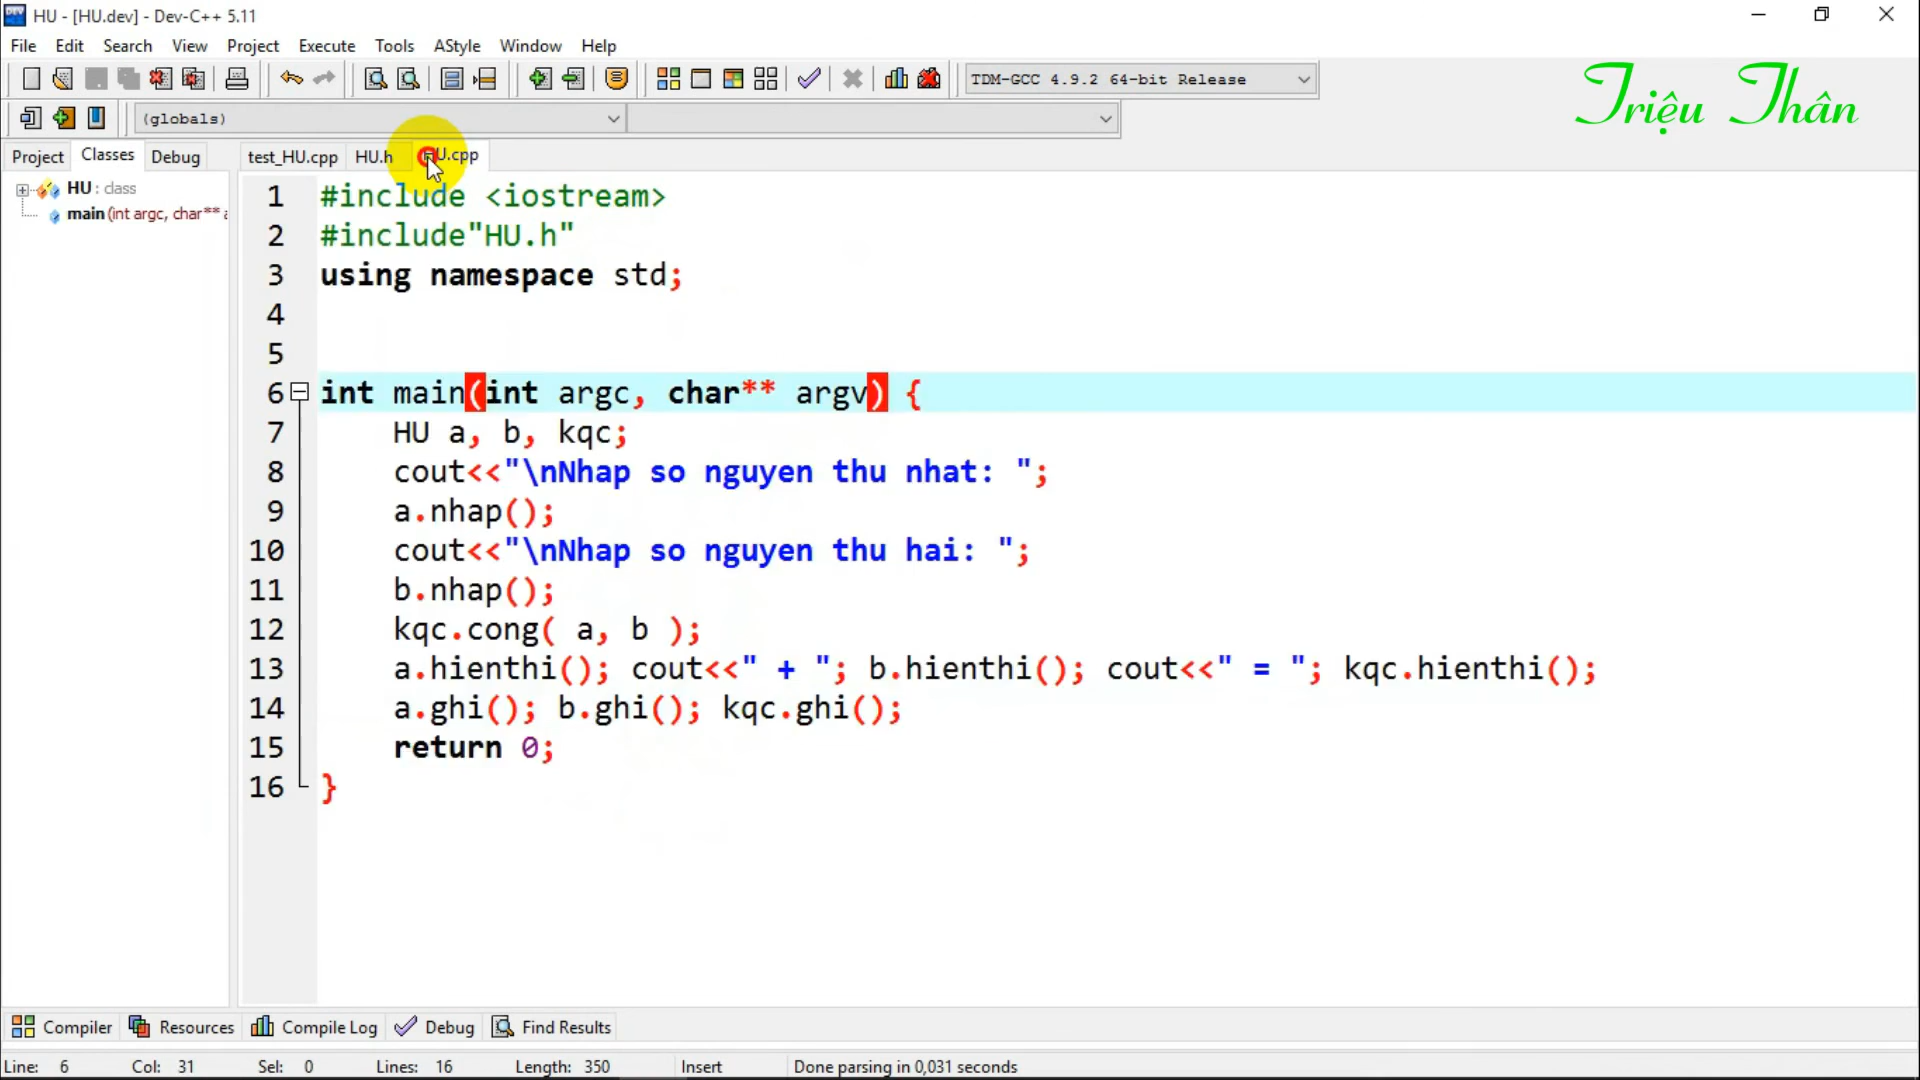 HU - [HU.dev] - Dev-C++ 5.11
File Edit Search View Project Execute Tools AStyle Window Help
TDM-GCC 4.9.2 64-bit Release
Triệu Thân
(globals)
Project Classes Debug test_HU.cpp HU.h HU.cpp
HU : class
main (int argc, char** a
1 #include <iostream>
2 #include"HU.h"
3 using namespace std;
4
5
6 int main(int argc, char** argv) {
7 HU a, b, kqc;
8 cout<<"\nNhap so nguyen thu nhat: ";
9 a.nhap();
10 cout<<"\nNhap so nguyen thu hai: ";
11 b.nhap();
12 kqc.cong( a, b );
13 a.hienthi(); cout<<" + "; b.hienthi(); cout<<" = "; kqc.hienthi();
14 a.ghi(); b.ghi(); kqc.ghi();
15 return 0;
16 }
Compiler Resources Compile Log Debug Find Results
Line: 6 Col: 31 Sel: 0 Lines: 16 Length: 350 Insert Done parsing in 0,031 seconds